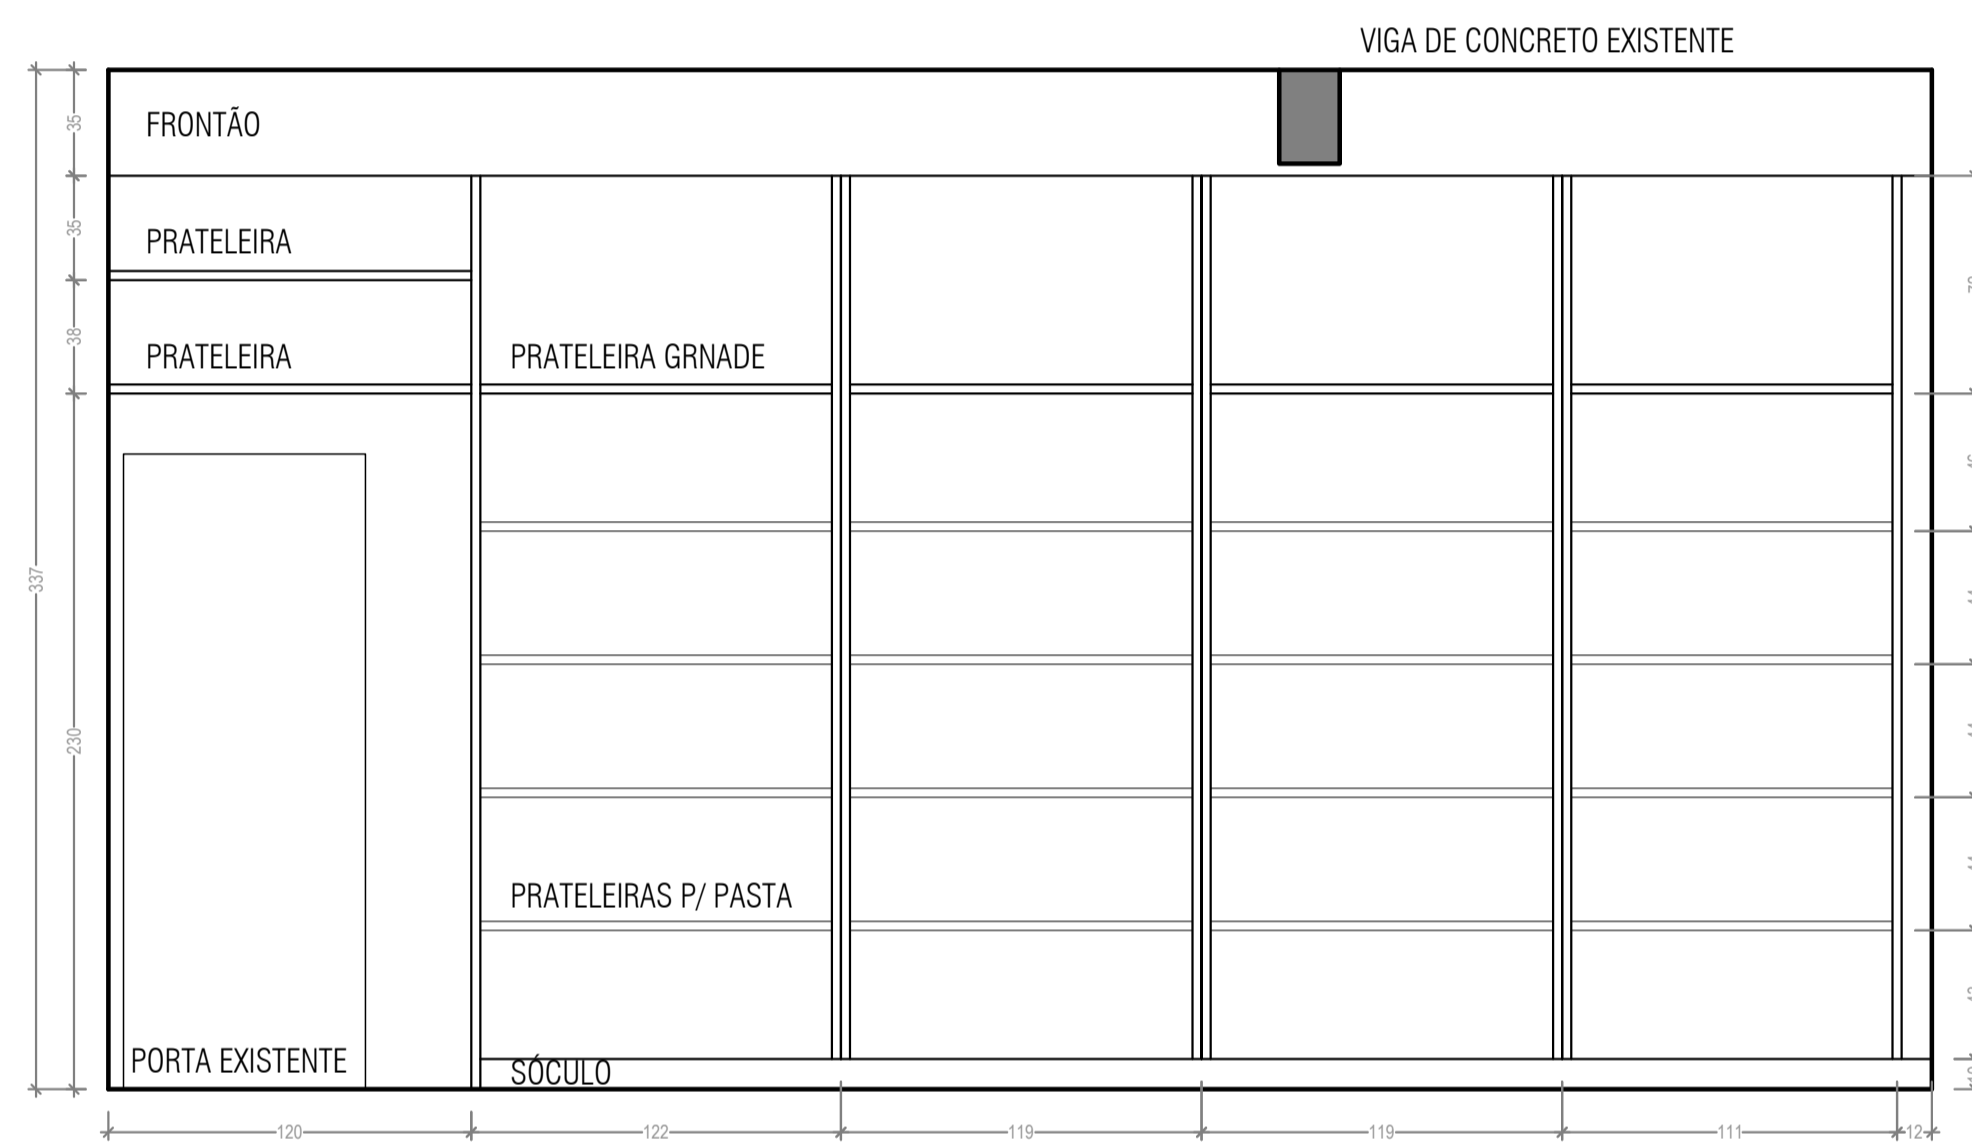 VIGA DE CONCRETO EXISTENTE
FRONTÃO
PRATELEIRA
PRATELEIRA
PRATELEIRA GRNADE
PRATELEIRAS P/ PASTA
PORTA EXISTENTE
SÓCULO
35
35
38
337
230
120
122
119
119
111
12